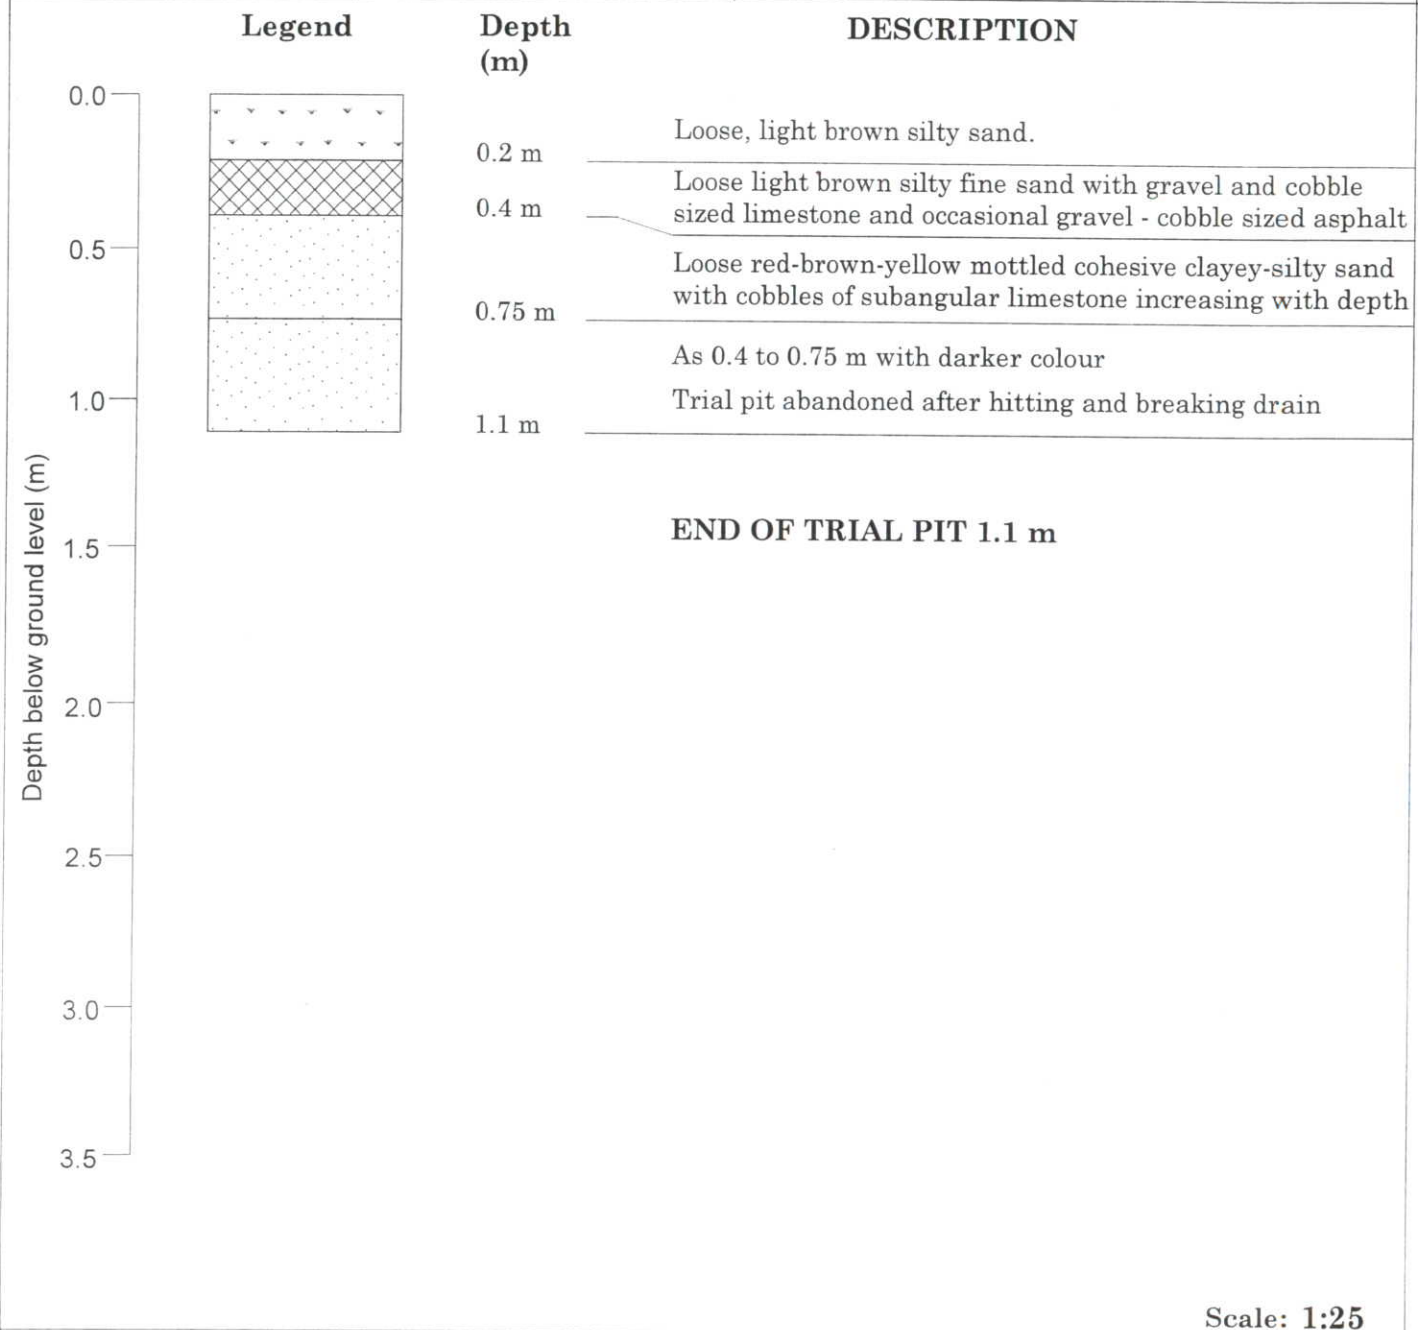 Legend
Depth
(m)
DESCRIPTION
0.0
Loose, light brown silty sand.
0.2 m
Loose light brown silty fine sand with gravel and cobble
sized limestone and occasional gravel - cobble sized asphalt
0.4 m
0.5
Loose red-brown-yellow mottled cohesive clayey-silty sand
with cobbles of subangular limestone increasing with depth
0.75 m
As 0.4 to 0.75 m with darker colour
1.0
Trial pit abandoned after hitting and breaking drain
1.1 m
END OF TRIAL PIT 1.1 m
1.5
Depth below ground level (m)
2.0
2.5
3.0
3.5
Scale: 1:25